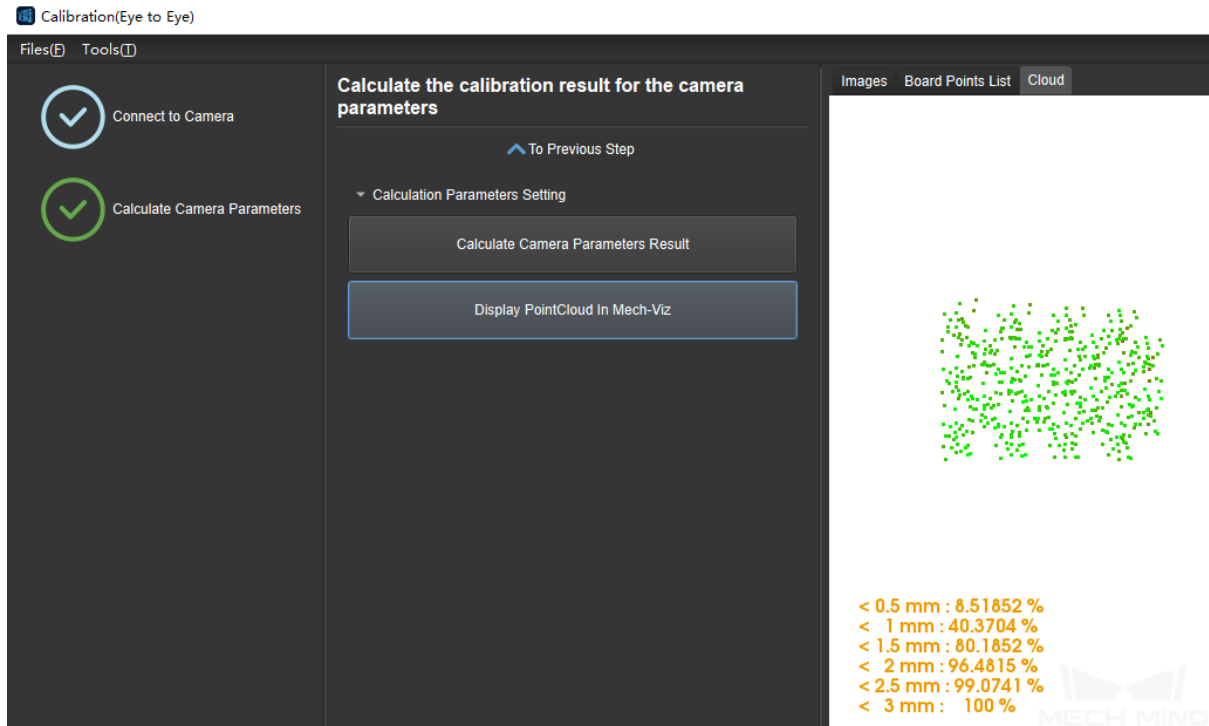 Calibration(Eye to Eye)
Files(F) Tools(T)
Connect to Camera
Calculate Camera Parameters
Calculate the calibration result for the camera
parameters
To Previous Step
Calculation Parameters Setting
Calculate Camera Parameters Result
Display PointCloud In Mech-Viz
Images Board Points List Cloud
< 0.5 mm : 8.51852 %
< 1 mm : 40.3704 %
< 1.5 mm : 80.1852 %
< 2 mm : 96.4815 %
< 2.5 mm : 99.0741 %
< 3 mm : 100 %
MECH MIND